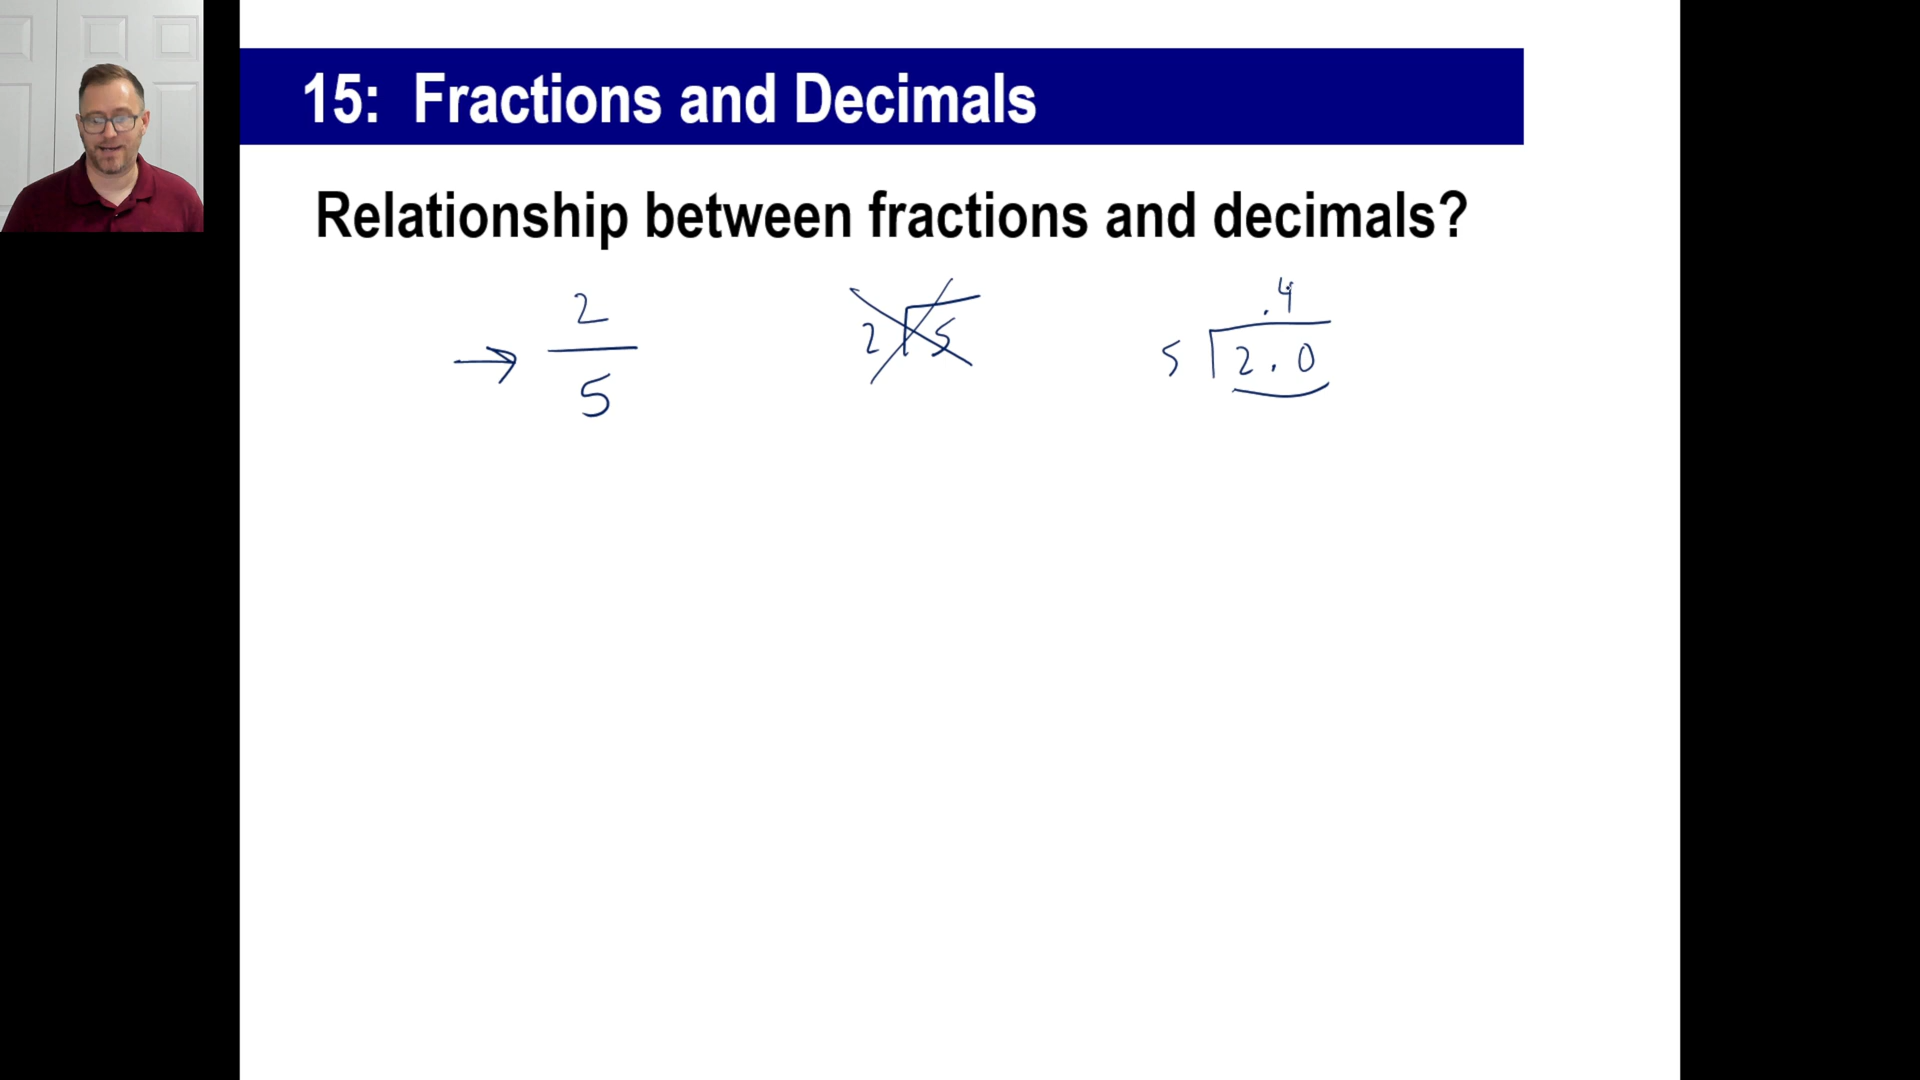 15: Fractions and Decimals
Relationship between fractions and decimals?
→ 2
5
2 5
.4
5 2.0